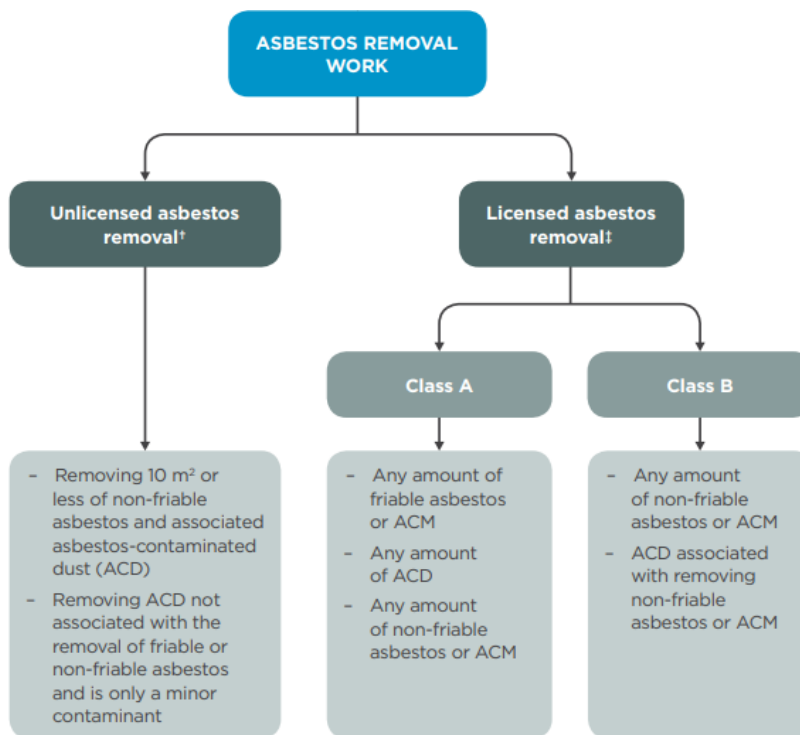 ASBESTOS REMOVAL
WORK
Unlicensed asbestos
removal†
Licensed asbestos
removal‡
Class A
Class B
– Removing 10 m² or
less of non-friable
asbestos and associated
asbestos-contaminated
dust (ACD)
– Removing ACD not
associated with the
removal of friable or
non-friable asbestos
and is only a minor
contaminant
– Any amount of
friable asbestos
or ACM
– Any amount
of ACD
– Any amount
of non-friable
asbestos or ACM
– Any amount
of non-friable
asbestos or ACM
– ACD associated
with removing
non-friable
asbestos or ACM